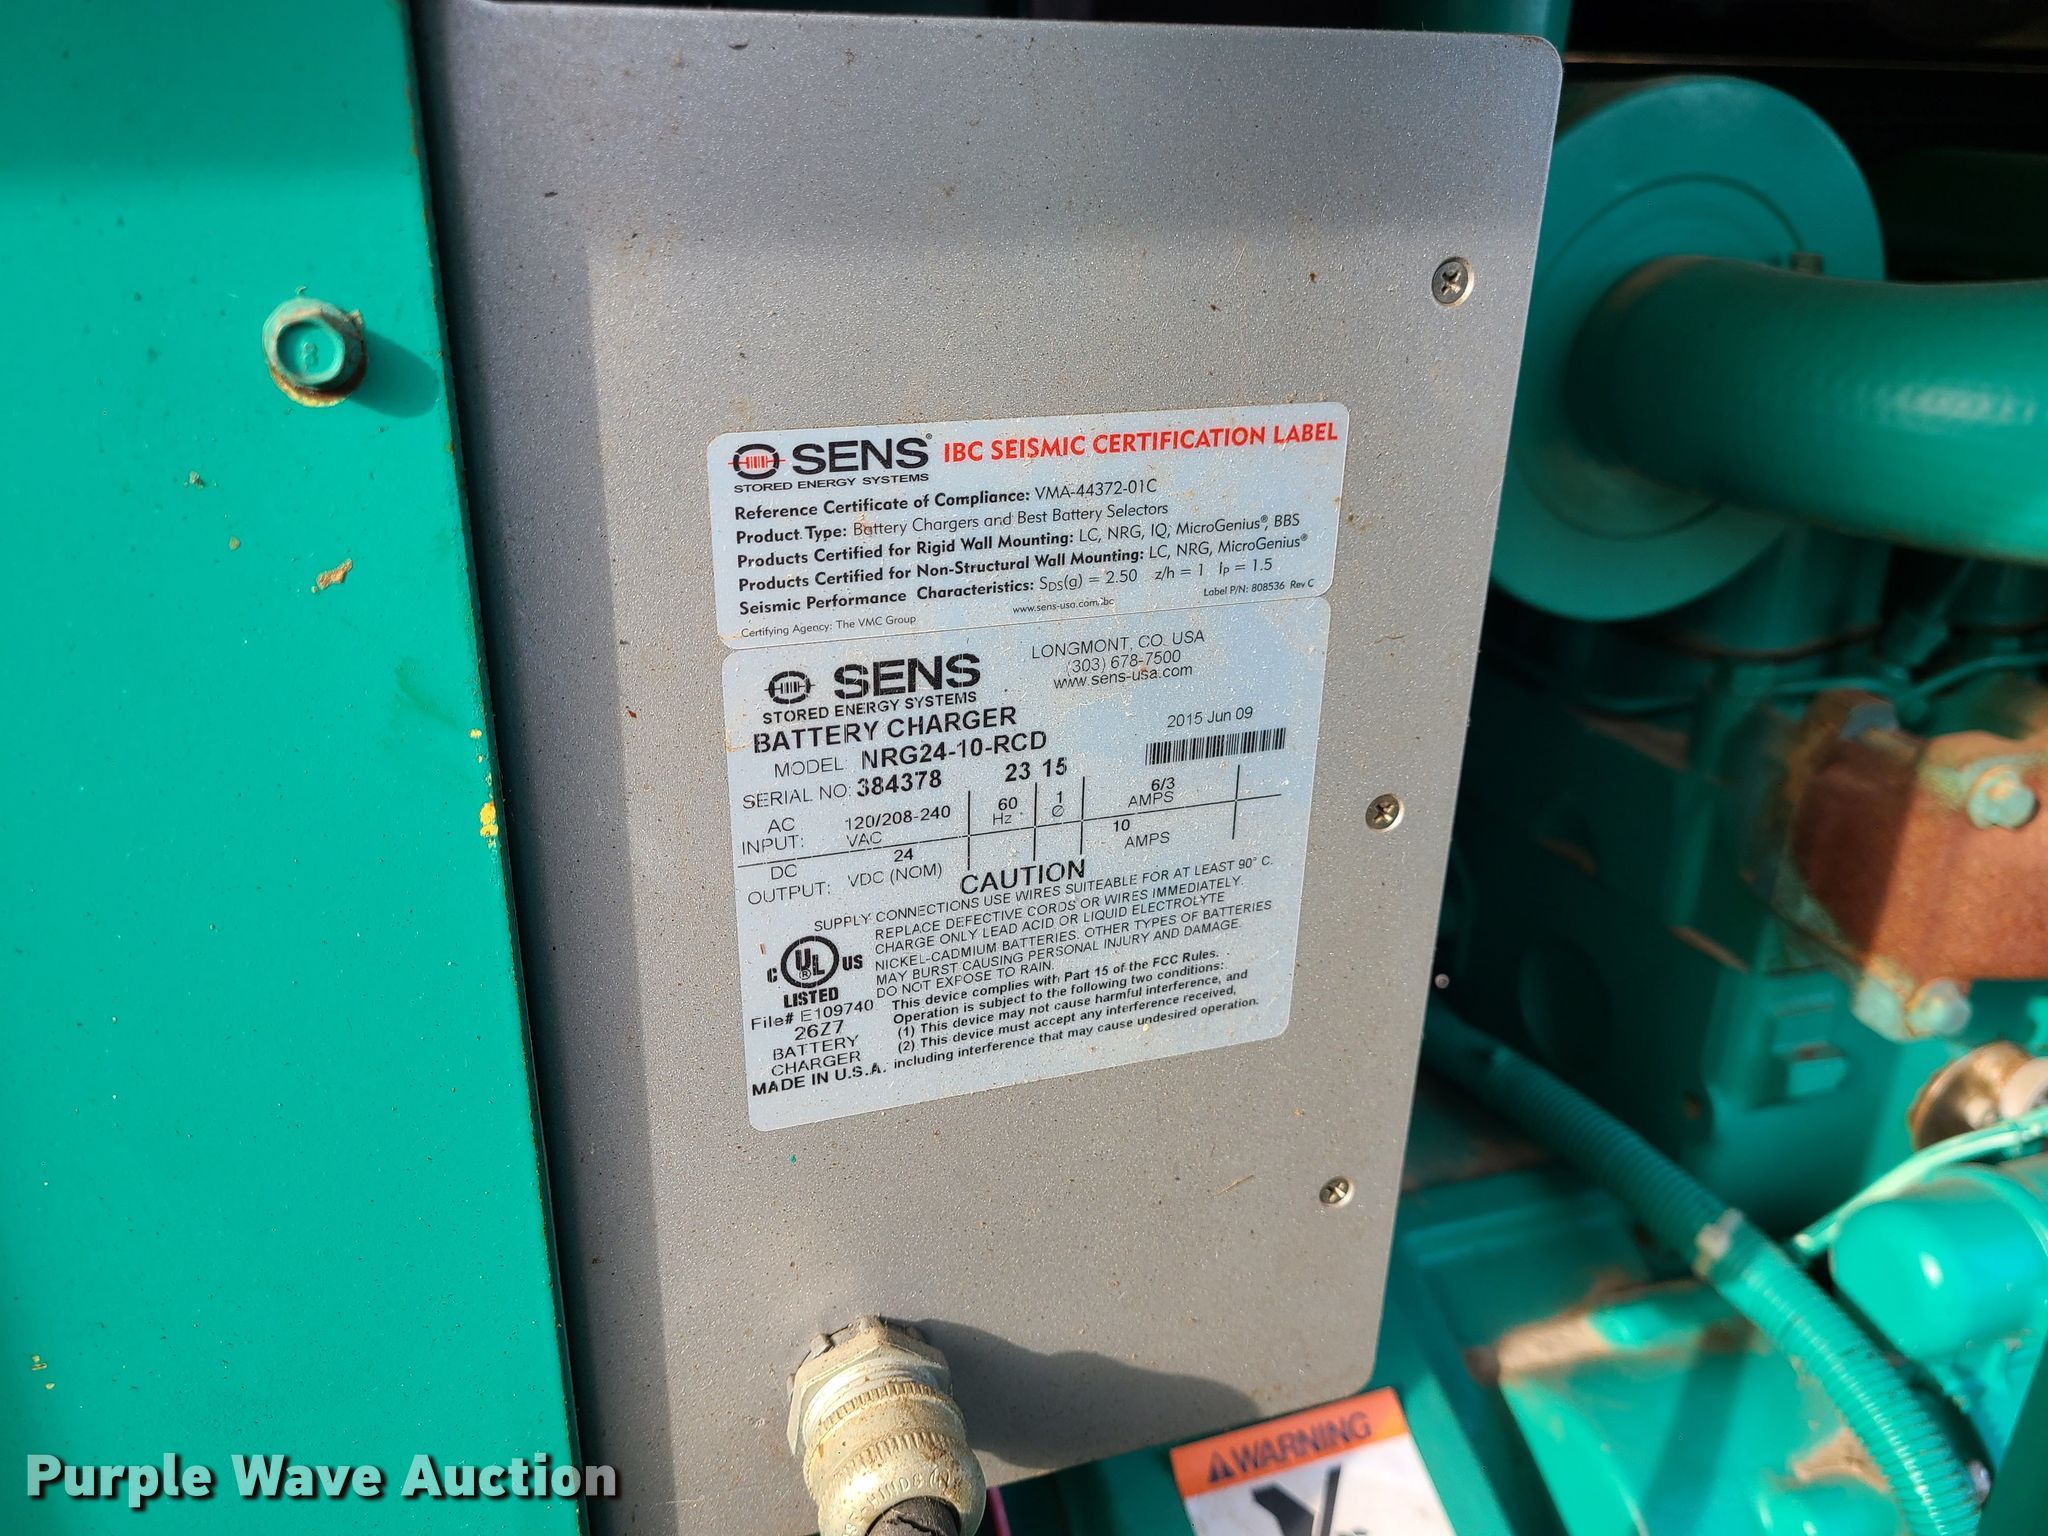 SENS® IBC SEISMIC CERTIFICATION LABEL
STORED ENERGY SYSTEMS
Reference Certificate of Compliance: VMA-44372-01C
Product Type: Battery Chargers and Best Battery Selectors
Products Certified for Rigid Wall Mounting: LC, NRG, IQ, MicroGenius®, BBS
Products Certified for Non-Structural Wall Mounting: LC, NRG, MicroGenius®
Seismic Performance Characteristics: SDS(g) = 2.50 z/h = 1 IP = 1.5
www.sens-usa.com/ibc Label P/N: 808536 Rev C
Certifying Agency: The VMC Group
SENS
STORED ENERGY SYSTEMS
LONGMONT, CO. USA
(303) 678-7500
www.sens-usa.com
BATTERY CHARGER
2015 Jun 09
MODEL: NRG24-10-RCD
SERIAL NO: 384378 23 15
AC INPUT: 120/208-240 VAC 60 Hz 1 Ø 6/3 AMPS
DC OUTPUT: 24 VDC (NOM) 10 AMPS
CAUTION
SUPPLY CONNECTIONS USE WIRES SUITEABLE FOR AT LEAST 90° C.
REPLACE DEFECTIVE CORDS OR WIRES IMMEDIATELY.
CHARGE ONLY LEAD ACID OR LIQUID ELECTROLYTE
NICKEL-CADMIUM BATTERIES. OTHER TYPES OF BATTERIES
MAY BURST CAUSING PERSONAL INJURY AND DAMAGE.
DO NOT EXPOSE TO RAIN.
This device complies with Part 15 of the FCC Rules.
Operation is subject to the following two conditions:
(1) This device may not cause harmful interference, and
(2) This device must accept any interference received,
including interference that may cause undesired operation.
C UL ® US
LISTED
File# E109740
26Z7
BATTERY
CHARGER
MADE IN U.S.A.
WARNING
Purple Wave Auction